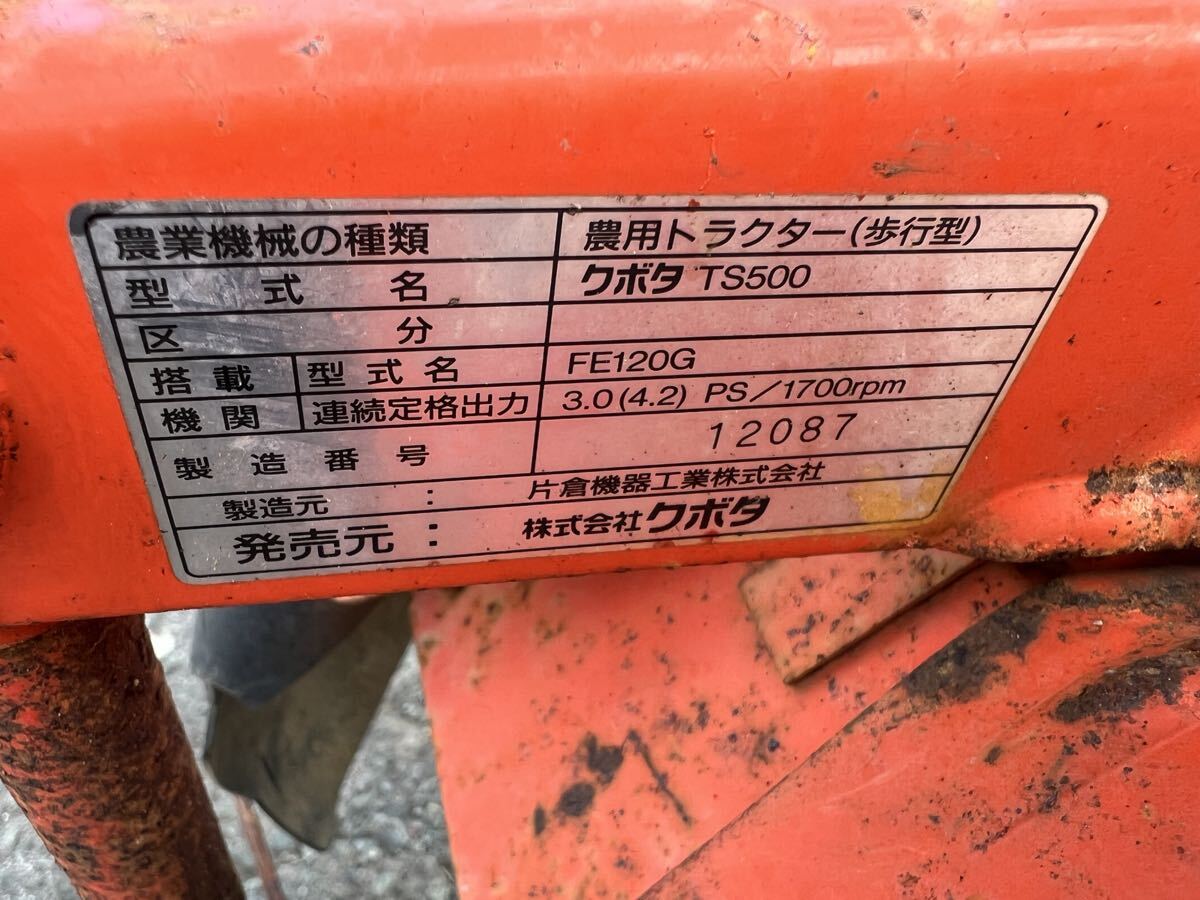 農業機械の種類 農用トラクター(歩行型)
型式名 クボタ TS500
区分
搭載機関 型式名 FE120G
連続定格出力 3.0(4.2) PS/1700rpm
製造番号 12087
製造元: 片倉機器工業株式会社
発売元: 株式会社クボタ